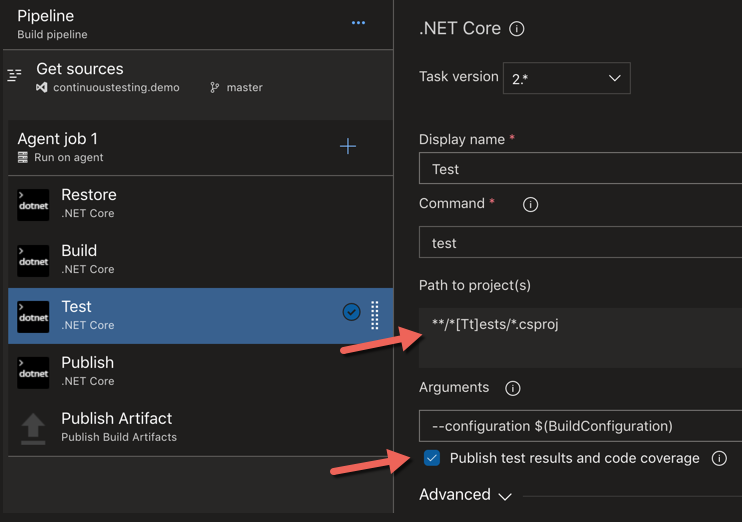 Pipeline
Build pipeline
Get sources
continuoustesting.demo
master
Agent job 1
Run on agent
dotnet
Restore
.NET Core
dotnet
Build
.NET Core
dotnet
Test
.NET Core
dotnet
Publish
.NET Core
Publish Artifact
Publish Build Artifacts
.NET Core
Task version
2.*
Display name *
Test
Command *
test
Path to project(s)
**/*[Tt]ests/*.csproj
Arguments
--configuration $(BuildConfiguration)
Publish test results and code coverage
Advanced